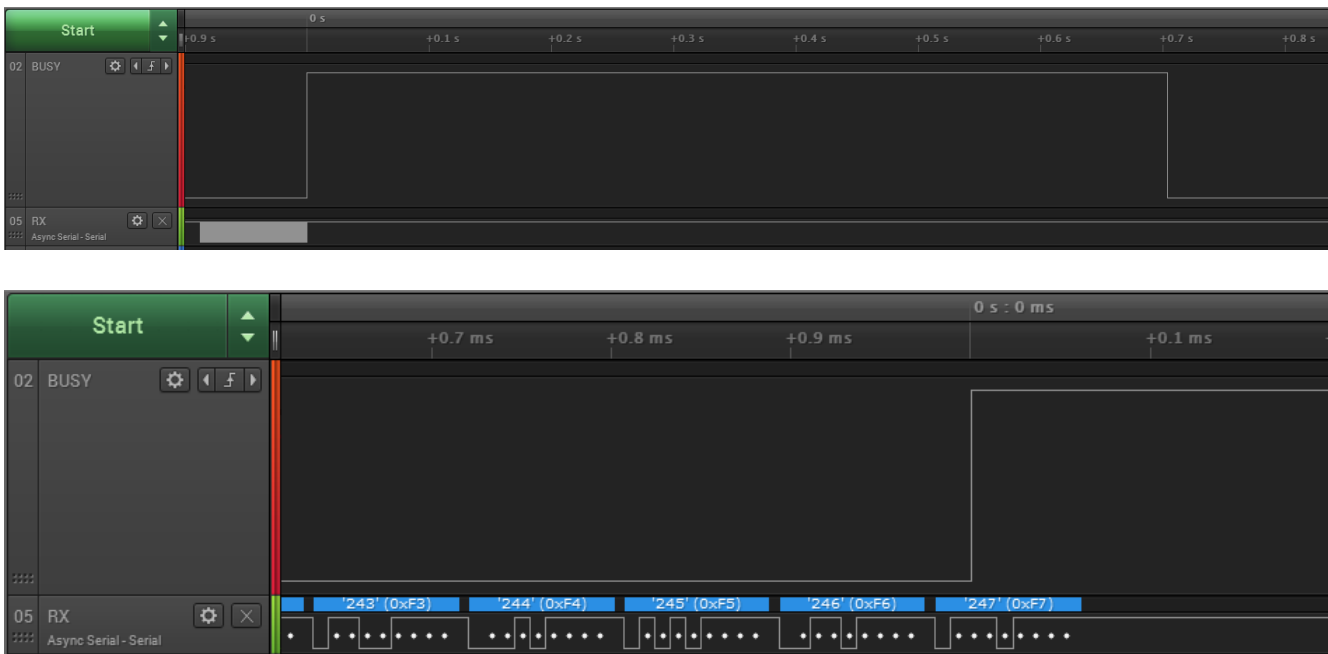 Start
0 s
+0.9 s +0.1 s +0.2 s +0.3 s +0.4 s +0.5 s +0.6 s +0.7 s +0.8 s
02 BUSY
05 RX
Async Serial - Serial
Start
0 s : 0 ms
+0.7 ms +0.8 ms +0.9 ms +0.1 ms
02 BUSY
'243' (0xF3) '244' (0xF4) '245' (0xF5) '246' (0xF6) '247' (0xF7)
05 RX
Async Serial - Serial